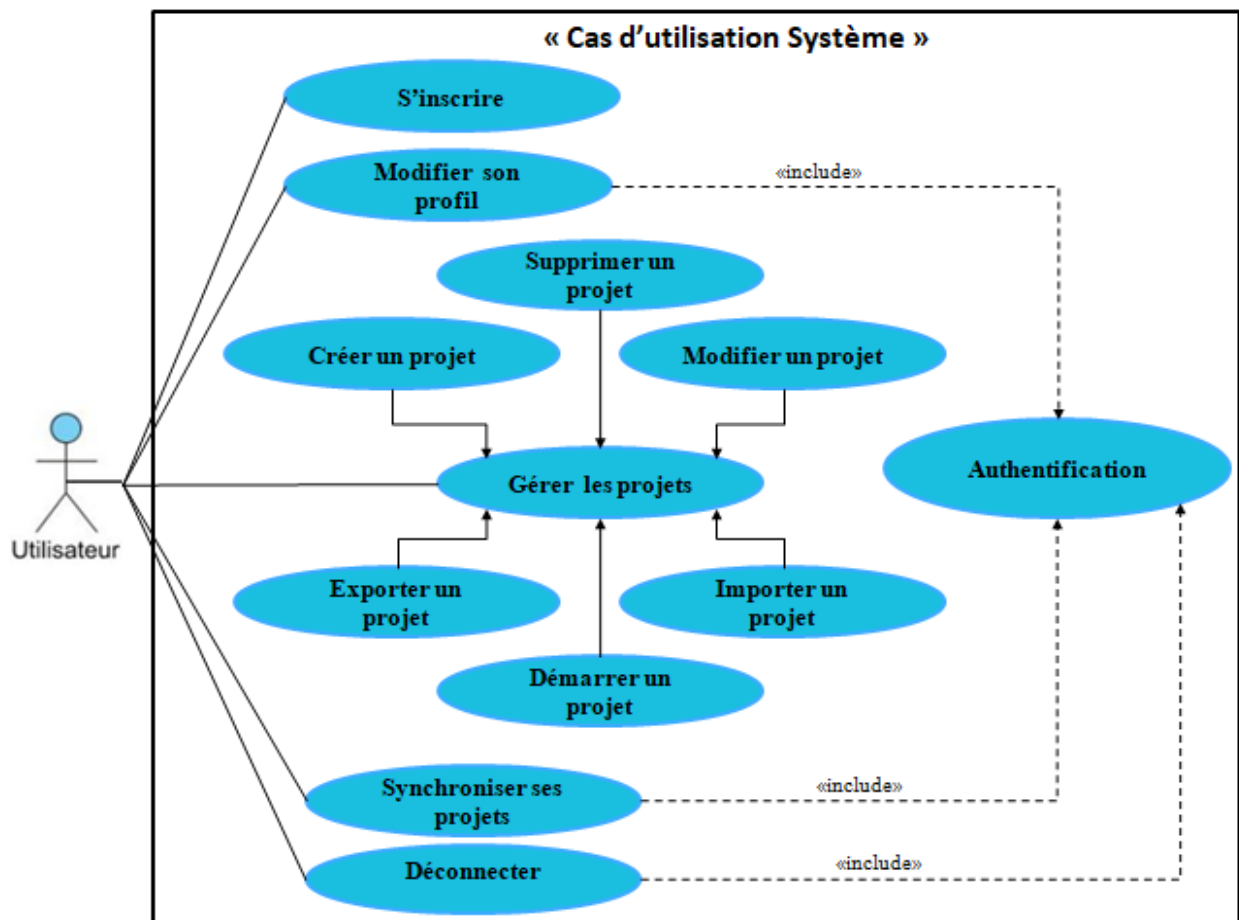 « Cas d’utilisation Système »
S’inscrire
Modifier son
profil
«include»
Supprimer un
projet
Créer un projet
Modifier un projet
Utilisateur
Gérer les projets
Authentification
Exporter un
projet
Importer un
projet
Démarrer un
projet
Synchroniser ses
projets
«include»
Déconnecter
«include»